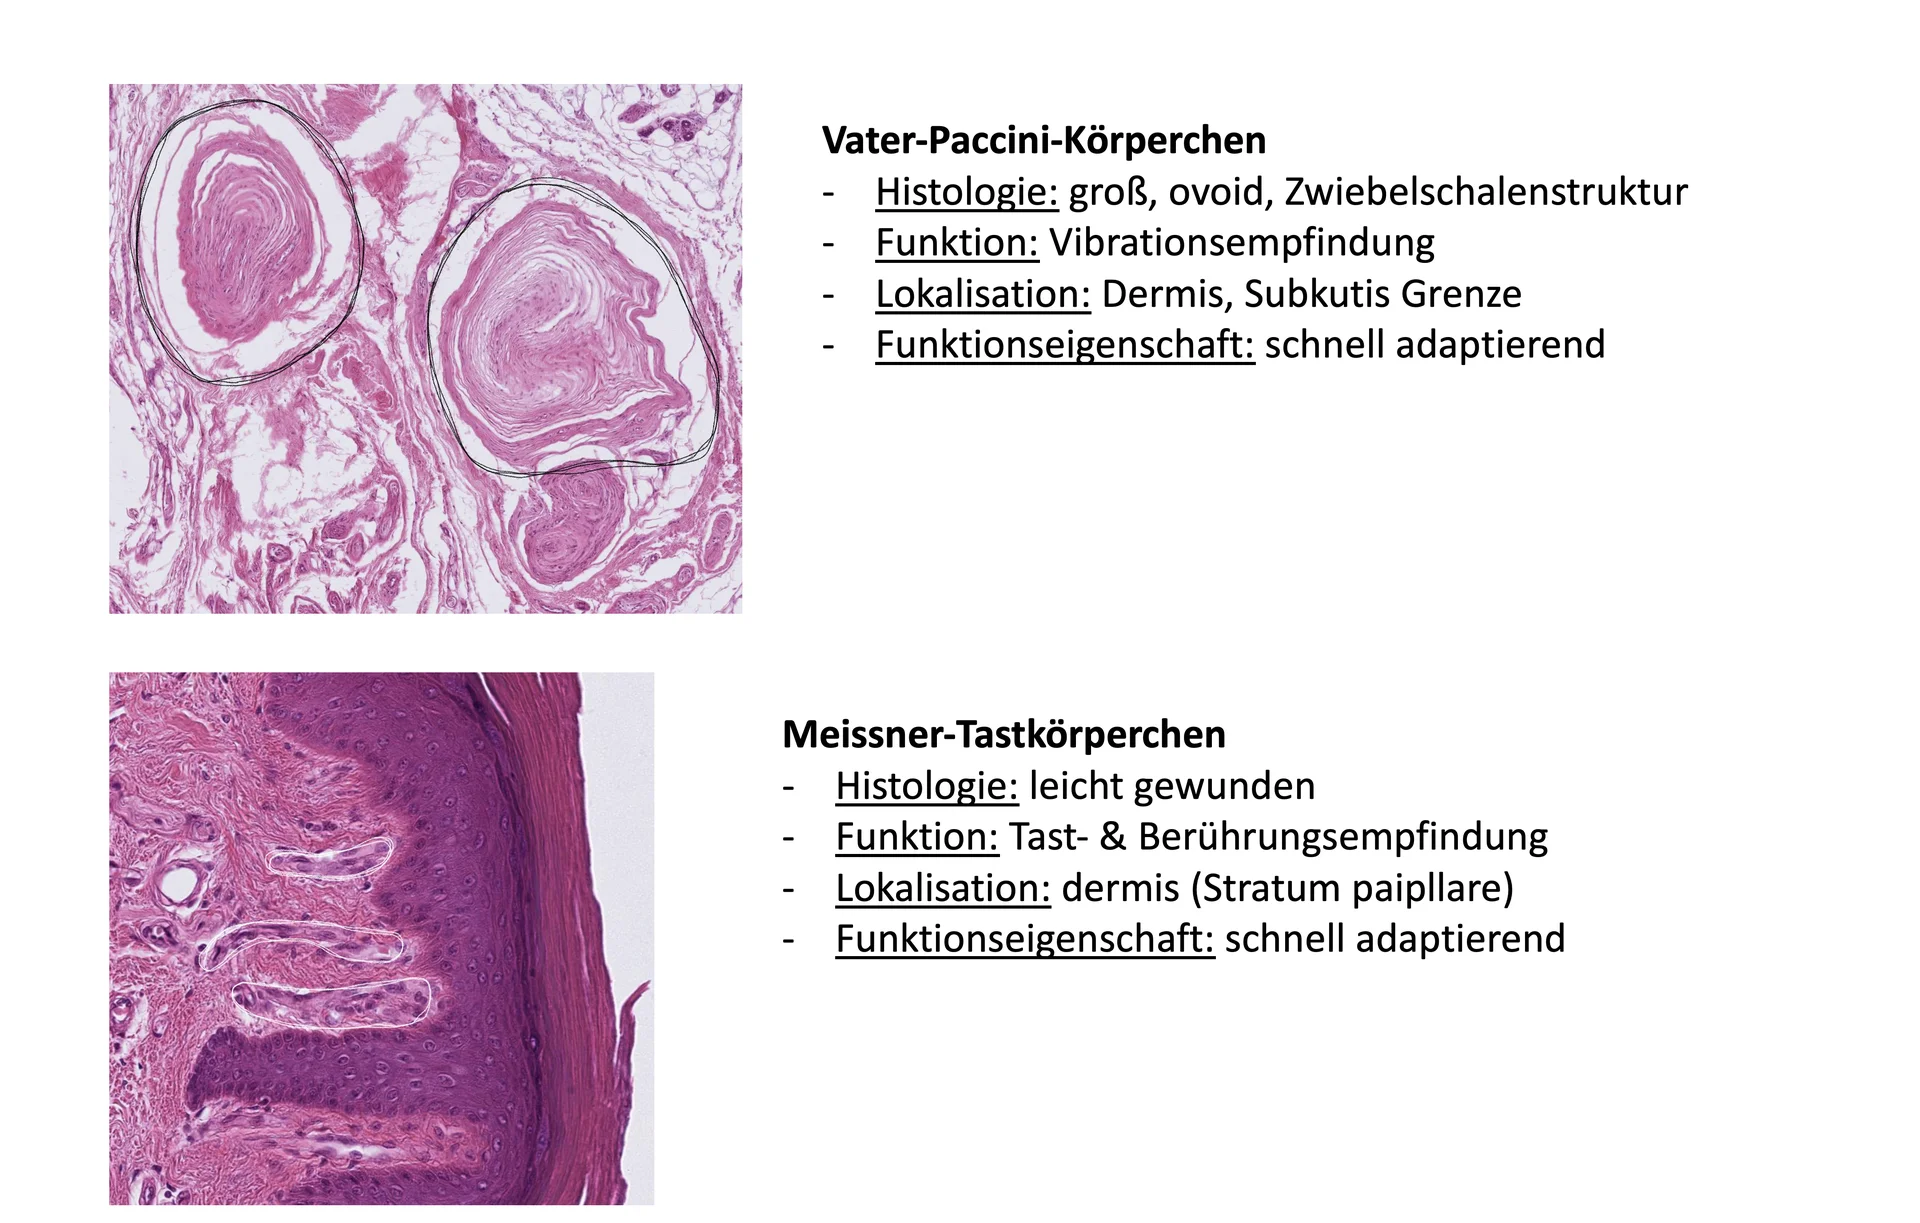 Vater-Paccini-Körperchen
- Histologie: groß, ovoid, Zwiebelschalenstruktur
- Funktion: Vibrationsempfindung
- Lokalisation: Dermis, Subkutis Grenze
- Funktionseigenschaft: schnell adaptierend
Meissner-Tastkörperchen
- Histologie: leicht gewunden
- Funktion: Tast- & Berührungsempfindung
- Lokalisation: dermis (Stratum paipllare)
- Funktionseigenschaft: schnell adaptierend